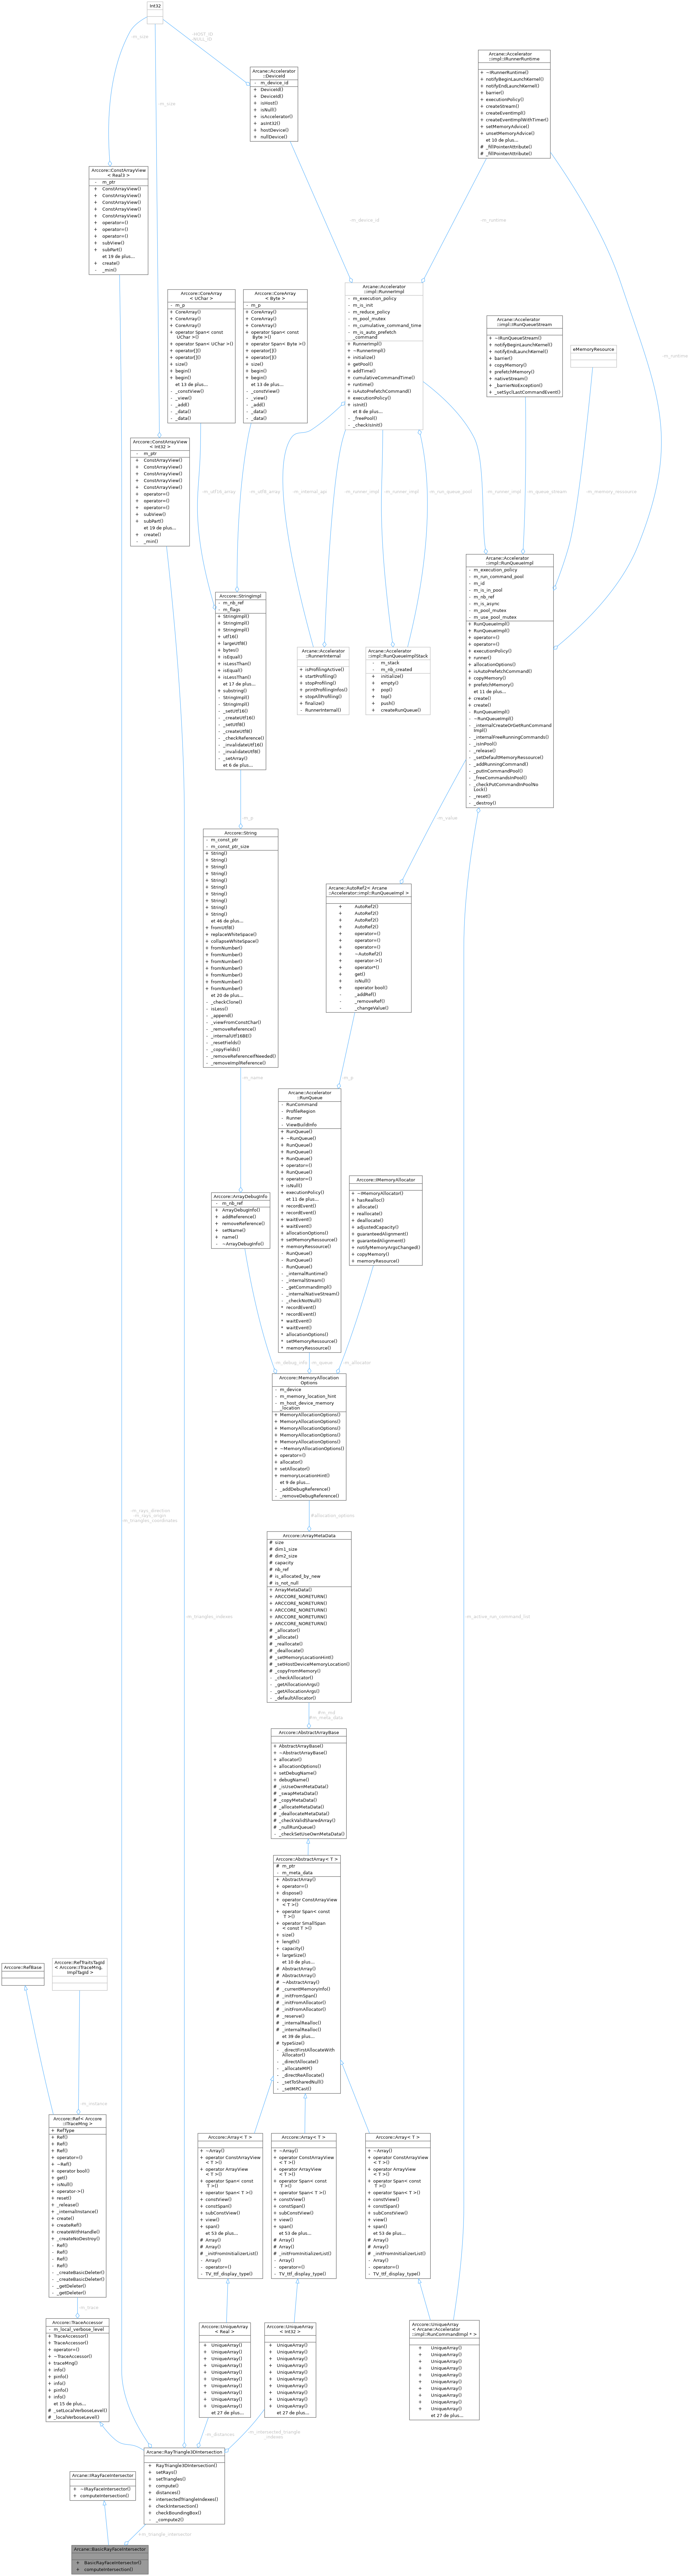 Int32
-m_size
-HOST_ID
-NULL_ID
Arcane::Accelerator
::DeviceId
- m_device_id
+ DeviceId()
+ DeviceId()
+ isHost()
+ isNull()
+ isAccelerator()
+ asInt32()
+ hostDevice()
+ nullDevice()
Arcane::Accelerator
::impl::IRunnerRuntime
+ ~IRunnerRuntime()
+ notifyBeginLaunchKernel()
+ notifyEndLaunchKernel()
+ barrier()
+ executionPolicy()
+ createStream()
+ createEventImpl()
+ createEventImplWithTimer()
+ setMemoryAdvice()
+ unsetMemoryAdvice()
et 10 de plus...
# _fillPointerAttribute()
# _fillPointerAttribute()
-m_size
Arccore::ConstArrayView
< Real3 >
- m_ptr
+ ConstArrayView()
+ ConstArrayView()
+ ConstArrayView()
+ ConstArrayView()
+ ConstArrayView()
+ operator=()
+ operator=()
+ operator=()
+ subView()
+ subPart()
et 19 de plus...
+ create()
- _min()
-m_device_id
-m_runtime
Arccore::CoreArray
< UChar >
- m_p
+ CoreArray()
+ CoreArray()
+ CoreArray()
+ operator Span< const
UChar >()
+ operator Span< UChar >()
+ operator[]()
+ operator[]()
+ size()
+ begin()
+ begin()
et 13 de plus...
- _constView()
- _view()
- _add()
- _data()
- _data()
Arccore::CoreArray
< Byte >
- m_p
+ CoreArray()
+ CoreArray()
+ CoreArray()
+ operator Span< const
Byte >()
+ operator Span< Byte >()
+ operator[]()
+ operator[]()
+ size()
+ begin()
+ begin()
et 13 de plus...
- _constView()
- _view()
- _add()
- _data()
- _data()
Arcane::Accelerator
::impl::RunnerImpl
- m_execution_policy
- m_is_init
- m_reduce_policy
- m_pool_mutex
- m_cumulative_command_time
- m_is_auto_prefetch
_command
+ RunnerImpl()
+ ~RunnerImpl()
+ initialize()
+ getPool()
+ addTime()
+ cumulativeCommandTime()
+ runtime()
+ isAutoPrefetchCommand()
+ executionPolicy()
+ isInit()
et 8 de plus...
- _freePool()
- _checkIsInit()
Arcane::Accelerator
::impl::IRunQueueStream
+ ~IRunQueueStream()
+ notifyBeginLaunchKernel()
+ notifyEndLaunchKernel()
+ barrier()
+ copyMemory()
+ prefetchMemory()
+ nativeStream()
+ _barrierNoException()
+ _setSyclLastCommandEvent()
eMemoryResource
-m_runtime
Arccore::ConstArrayView
< Int32 >
- m_ptr
+ ConstArrayView()
+ ConstArrayView()
+ ConstArrayView()
+ ConstArrayView()
+ ConstArrayView()
+ operator=()
+ operator=()
+ operator=()
+ subView()
+ subPart()
et 19 de plus...
+ create()
- _min()
-m_utf16_array
-m_utf8_array
-m_internal_api
-m_runner_impl
-m_runner_impl
-m_run_queue_pool
-m_runner_impl
-m_queue_stream
-m_memory_ressource
Arccore::StringImpl
- m_nb_ref
- m_flags
+ StringImpl()
+ StringImpl()
+ StringImpl()
+ utf16()
+ largeUtf8()
+ bytes()
+ isEqual()
+ isLessThan()
+ isEqual()
+ isLessThan()
et 17 de plus...
+ substring()
- StringImpl()
- StringImpl()
- _setUtf16()
- _createUtf16()
- _setUtf8()
- _createUtf8()
- _checkReference()
- _invalidateUtf16()
- _invalidateUtf8()
- _setArray()
et 6 de plus...
Arcane::Accelerator
::RunnerInternal
+ isProfilingActive()
+ startProfiling()
+ stopProfiling()
+ printProfilingInfos()
+ stopAllProfiling()
+ finalize()
- RunnerInternal()
Arcane::Accelerator
::impl::RunQueueImplStack
- m_stack
- m_nb_created
+ initialize()
+ empty()
+ pop()
+ top()
+ push()
+ createRunQueue()
Arcane::Accelerator
::impl::RunQueueImpl
- m_execution_policy
- m_run_command_pool
- m_id
- m_is_in_pool
- m_nb_ref
- m_is_async
- m_pool_mutex
- m_use_pool_mutex
+ RunQueueImpl()
+ RunQueueImpl()
+ operator=()
+ operator=()
+ executionPolicy()
+ runner()
+ allocationOptions()
+ isAutoPrefetchCommand()
+ copyMemory()
+ prefetchMemory()
et 11 de plus...
+ create()
+ create()
- RunQueueImpl()
- ~RunQueueImpl()
- _internalCreateOrGetRunCommand
Impl()
- _internalFreeRunningCommands()
- _isInPool()
- _release()
- _setDefaultMemoryRessource()
- _addRunningCommand()
- _putInCommandPool()
- _freeCommandsInPool()
- _checkPutCommandInPoolNo
Lock()
- _reset()
- _destroy()
-m_p
-m_value
Arccore::String
- m_const_ptr
- m_const_ptr_size
+ String()
+ String()
+ String()
+ String()
+ String()
+ String()
+ String()
+ String()
+ String()
+ String()
et 46 de plus...
+ fromUtf8()
+ replaceWhiteSpace()
+ collapseWhiteSpace()
+ fromNumber()
+ fromNumber()
+ fromNumber()
+ fromNumber()
+ fromNumber()
+ fromNumber()
+ fromNumber()
et 20 de plus...
- _checkClone()
- isLess()
- _append()
- _viewFromConstChar()
- _removeReference()
- _internalUtf16BE()
- _resetFields()
- _copyFields()
- _removeReferenceIfNeeded()
- _removeImplReference()
Arcane::AutoRef2< Arcane
::Accelerator::impl::RunQueueImpl >
+ AutoRef2()
+ AutoRef2()
+ AutoRef2()
+ AutoRef2()
+ operator=()
+ operator=()
+ operator=()
+ ~AutoRef2()
+ operator->()
+ operator*()
+ get()
+ isNull()
+ operator bool()
- _addRef()
- _removeRef()
- _changeValue()
-m_name
-m_p
Arcane::Accelerator
::RunQueue
- RunCommand
- ProfileRegion
- Runner
- ViewBuildInfo
+ RunQueue()
+ ~RunQueue()
+ RunQueue()
+ RunQueue()
+ RunQueue()
+ operator=()
+ RunQueue()
+ operator=()
+ isNull()
+ executionPolicy()
et 11 de plus...
+ recordEvent()
+ recordEvent()
+ waitEvent()
+ waitEvent()
+ allocationOptions()
+ setMemoryRessource()
+ memoryRessource()
- RunQueue()
- RunQueue()
- RunQueue()
- _internalRuntime()
- _internalStream()
- _getCommandImpl()
- _internalNativeStream()
- _checkNotNull()
* recordEvent()
* recordEvent()
* waitEvent()
* waitEvent()
* allocationOptions()
* setMemoryRessource()
* memoryRessource()
Arccore::ArrayDebugInfo
- m_nb_ref
+ ArrayDebugInfo()
+ addReference()
+ removeReference()
+ setName()
+ name()
- ~ArrayDebugInfo()
Arccore::IMemoryAllocator
+ ~IMemoryAllocator()
+ hasRealloc()
+ allocate()
+ reallocate()
+ deallocate()
+ adjustedCapacity()
+ guaranteedAlignment()
+ guarantedAlignment()
+ notifyMemoryArgsChanged()
+ copyMemory()
+ memoryResource()
-m_debug_info
-m_queue
-m_allocator
Arccore::MemoryAllocation
Options
- m_device
- m_memory_location_hint
- m_host_device_memory
_location
+ MemoryAllocationOptions()
+ MemoryAllocationOptions()
+ MemoryAllocationOptions()
+ MemoryAllocationOptions()
+ MemoryAllocationOptions()
+ ~MemoryAllocationOptions()
+ operator=()
+ allocator()
+ setAllocator()
+ memoryLocationHint()
et 9 de plus...
- _addDebugReference()
- _removeDebugReference()
-m_rays_direction
-m_rays_origin
-m_triangles_coordinates
#allocation_options
Arccore::ArrayMetaData
# size
# dim1_size
# dim2_size
# capacity
# nb_ref
# is_allocated_by_new
# is_not_null
+ ArrayMetaData()
+ ARCCORE_NORETURN()
+ ARCCORE_NORETURN()
+ ARCCORE_NORETURN()
+ ARCCORE_NORETURN()
+ ARCCORE_NORETURN()
# _allocator()
# _allocate()
# _reallocate()
# _deallocate()
# _setMemoryLocationHint()
# _setHostDeviceMemoryLocation()
# _copyFromMemory()
- _checkAllocator()
- _getAllocationArgs()
- _getAllocationArgs()
- _defaultAllocator()
-m_triangles_indexes
-m_active_run_command_list
#m_md
#m_meta_data
Arccore::AbstractArrayBase
+ AbstractArrayBase()
+ ~AbstractArrayBase()
+ allocator()
+ allocationOptions()
+ setDebugName()
+ debugName()
# _isUseOwnMetaData()
# _swapMetaData()
# _copyMetaData()
# _allocateMetaData()
# _deallocateMetaData()
# _checkValidSharedArray()
# _nullRunQueue()
- _checkSetUseOwnMetaData()
Arccore::AbstractArray< T >
# m_ptr
- m_meta_data
+ AbstractArray()
+ operator=()
+ dispose()
+ operator ConstArrayView
< T >()
+ operator Span< const
T >()
+ operator SmallSpan
< const T >()
+ size()
+ length()
+ capacity()
+ largeSize()
et 10 de plus...
# AbstractArray()
# AbstractArray()
# ~AbstractArray()
# _currentMemoryInfo()
# _initFromSpan()
# _initFromAllocator()
# _initFromAllocator()
# _reserve()
# _internalRealloc()
# _internalRealloc()
et 39 de plus...
# typeSize()
- _directFirstAllocateWith
Allocator()
- _directAllocate()
- _allocateMP()
- _directReAllocate()
- _setToSharedNull()
- _setMPCast()
Arccore::RefBase
Arccore::RefTraitsTagId
< Arccore::ITraceMng,
ImplTagId >
-m_instance
Arccore::Ref< Arccore
::ITraceMng >
+ RefType
+ Ref()
+ Ref()
+ Ref()
+ operator=()
+ ~Ref()
+ operator bool()
+ get()
+ isNull()
+ operator->()
+ reset()
+ _release()
+ _internalInstance()
+ create()
+ createRef()
+ createWithHandle()
+ _createNoDestroy()
- Ref()
- Ref()
- Ref()
- Ref()
- _createBasicDeleter()
- _createBasicDeleter()
- _getDeleter()
- _getDeleter()
Arccore::Array< T >
+ ~Array()
+ operator ConstArrayView
< T >()
+ operator ArrayView
< T >()
+ operator Span< const
T >()
+ operator Span< T >()
+ constView()
+ constSpan()
+ subConstView()
+ view()
+ span()
et 53 de plus...
# Array()
# Array()
# _initFromInitializerList()
- Array()
- operator=()
- TV_ttf_display_type()
Arccore::Array< T >
+ ~Array()
+ operator ConstArrayView
< T >()
+ operator ArrayView
< T >()
+ operator Span< const
T >()
+ operator Span< T >()
+ constView()
+ constSpan()
+ subConstView()
+ view()
+ span()
et 53 de plus...
# Array()
# Array()
# _initFromInitializerList()
- Array()
- operator=()
- TV_ttf_display_type()
Arccore::Array< T >
+ ~Array()
+ operator ConstArrayView
< T >()
+ operator ArrayView
< T >()
+ operator Span< const
T >()
+ operator Span< T >()
+ constView()
+ constSpan()
+ subConstView()
+ view()
+ span()
et 53 de plus...
# Array()
# Array()
# _initFromInitializerList()
- Array()
- operator=()
- TV_ttf_display_type()
-m_trace
Arccore::TraceAccessor
- m_local_verbose_level
+ TraceAccessor()
+ TraceAccessor()
+ operator=()
+ ~TraceAccessor()
+ traceMng()
+ info()
+ pinfo()
+ info()
+ pinfo()
+ info()
et 15 de plus...
# _setLocalVerboseLevel()
# _localVerboseLevel()
Arccore::UniqueArray
< Real >
+ UniqueArray()
+ UniqueArray()
+ UniqueArray()
+ UniqueArray()
+ UniqueArray()
+ UniqueArray()
+ UniqueArray()
+ UniqueArray()
+ UniqueArray()
+ UniqueArray()
et 27 de plus...
Arccore::UniqueArray
< Int32 >
+ UniqueArray()
+ UniqueArray()
+ UniqueArray()
+ UniqueArray()
+ UniqueArray()
+ UniqueArray()
+ UniqueArray()
+ UniqueArray()
+ UniqueArray()
+ UniqueArray()
et 27 de plus...
Arccore::UniqueArray
< Arcane::Accelerator
::impl::RunCommandImpl * >
+ UniqueArray()
+ UniqueArray()
+ UniqueArray()
+ UniqueArray()
+ UniqueArray()
+ UniqueArray()
+ UniqueArray()
+ UniqueArray()
+ UniqueArray()
+ UniqueArray()
et 27 de plus...
-m_distances
-m_intersected_triangle
_indexes
Arcane::RayTriangle3DIntersection
+ RayTriangle3DIntersection()
+ setRays()
+ setTriangles()
+ compute()
+ distances()
+ intersectedTriangleIndexes()
+ checkIntersection()
+ checkBoundingBox()
- _compute2()
Arcane::IRayFaceIntersector
+ ~IRayFaceIntersector()
+ computeIntersection()
+m_triangle_intersector
Arcane::BasicRayFaceIntersector
+ BasicRayFaceIntersector()
+ computeIntersection()